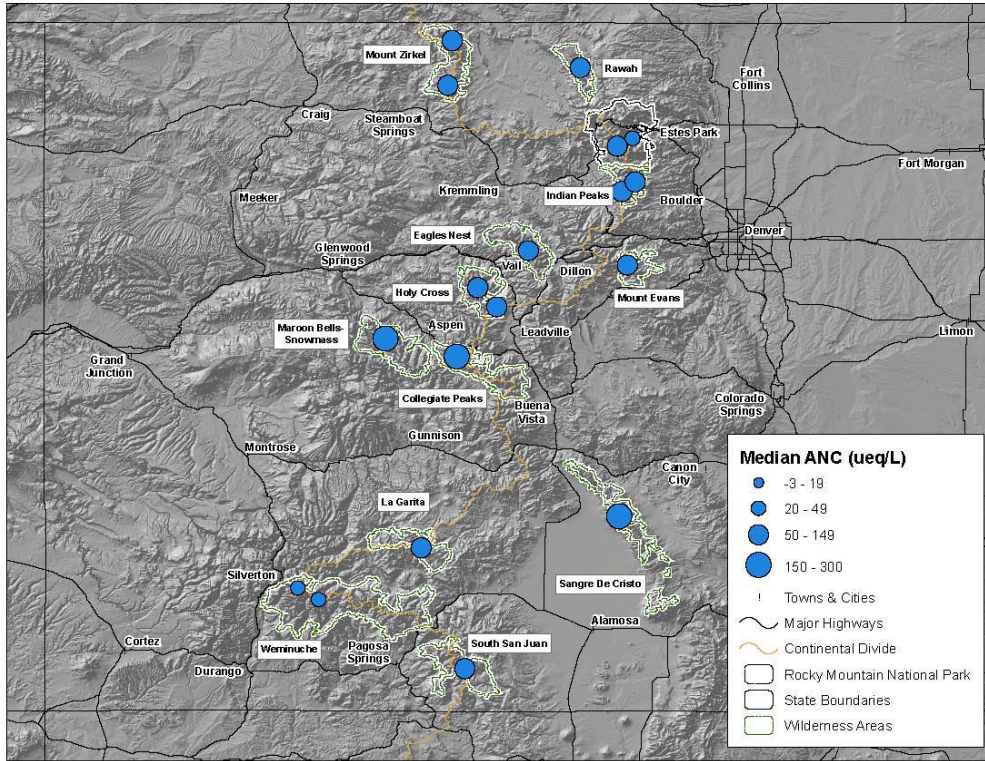 Mount Zirkel
Rawah
Fort
Collins
Craig
Steamboat
Springs
Estes Park
Fort Morgan
Kremmling
Meeker
Indian Peaks
Boulder
Eagles Nest
Denver
Glenwood
Springs
Vail
Dillon
Holy Cross
Mount Evans
Maroon Bells-
Snowmass
Aspen
Leadville
Limon
Grand
Junction
Collegiate Peaks
Buena
Vista
Colorado
Springs
Gunnison
Montrose
Canon
City
La Garita
Silverton
Sangre De Cristo
Alamosa
Weminuche
Pagosa
Springs
South San Juan
Cortez
Durango
Median ANC (ueq/L)
-3 - 19
20 - 49
50 - 149
150 - 300
Towns & Cities
Major Highways
Continental Divide
Rocky Mountain National Park
State Boundaries
Wilderness Areas